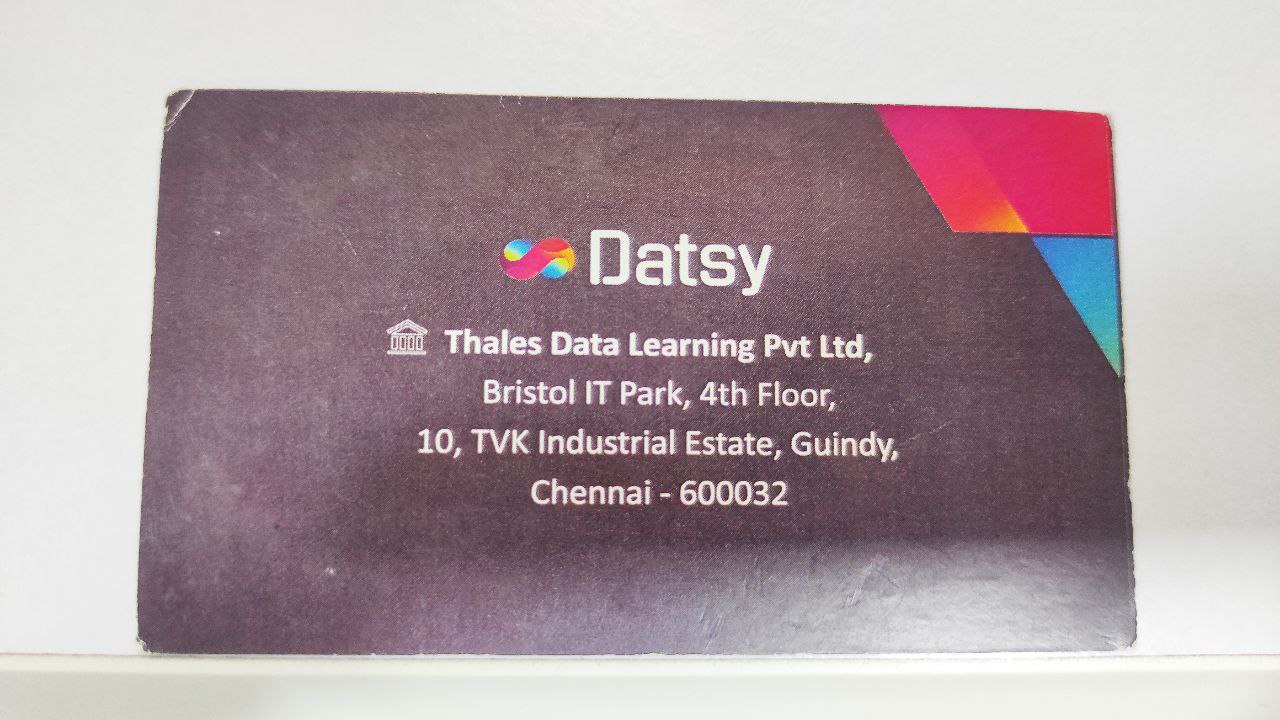 Datsy
Thales Data Learning Pvt Ltd,
Bristol IT Park, 4th Floor,
10, TVK Industrial Estate, Guindy,
Chennai - 600032